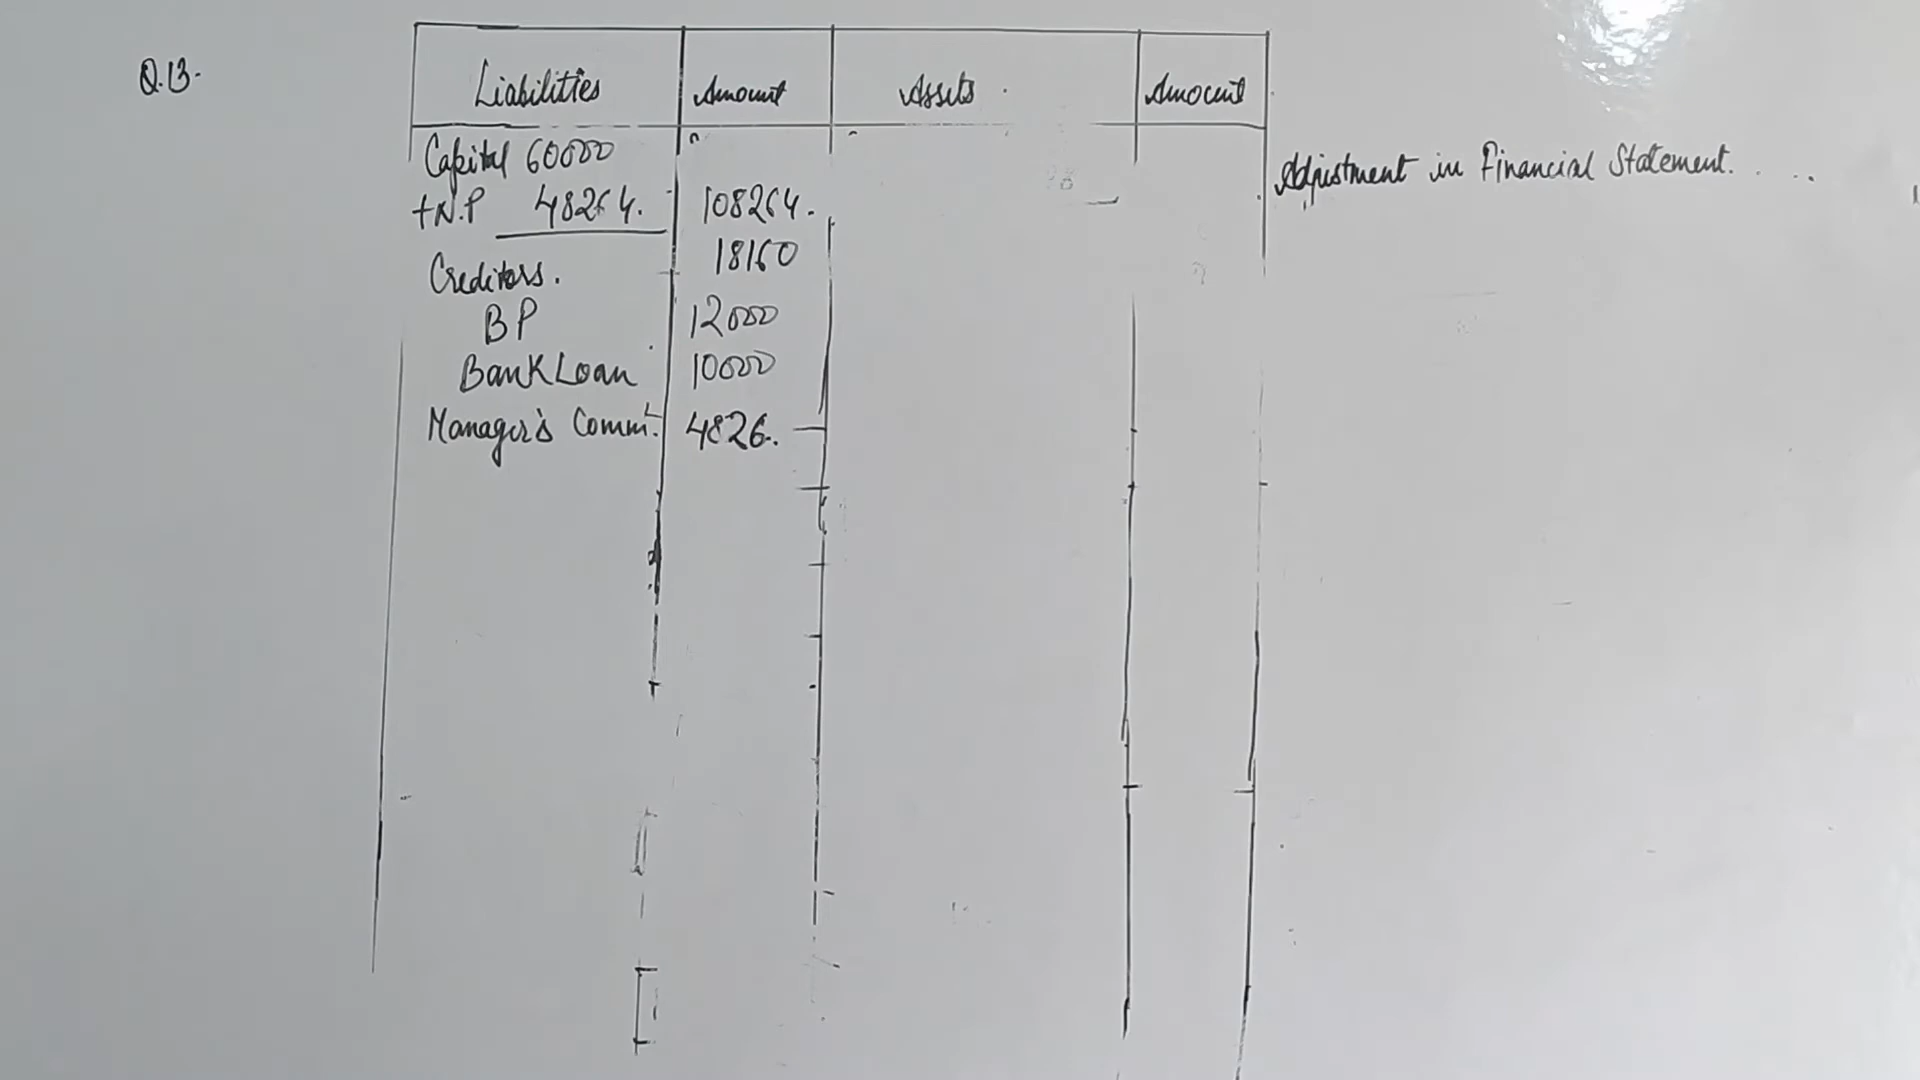 Q.13.
Liabilities Amount Assets Amount
Capital 60000
+N.P 48264. 108264.
Creditors. 18160
BP 12000
Bank Loan 10000
Manager's Comm. 4826.
Adjustment in Financial Statement. . . .